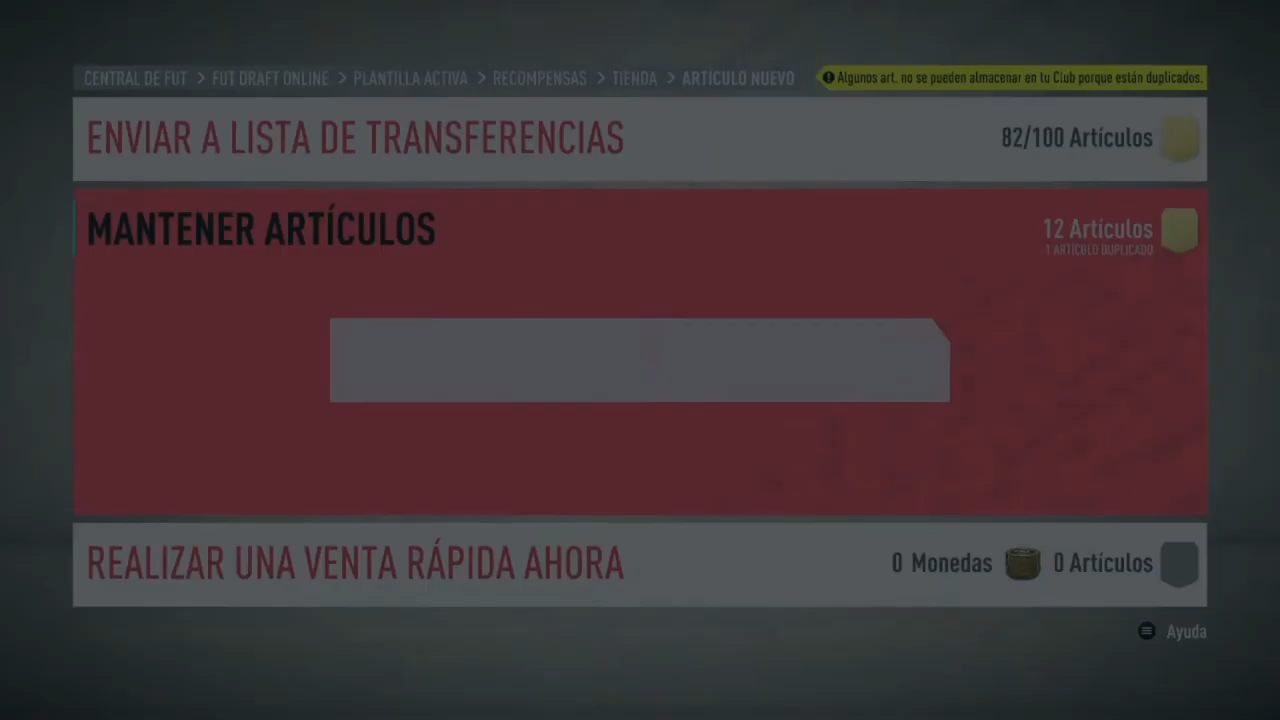 CENTRAL DE FUT > FUT DRAFT ONLINE > PLANTILLA ACTIVA > RECOMPENSAS > TIENDA > ARTÍCULO NUEVO
Algunos art. no se pueden almacenar en tu Club porque están duplicados.
ENVIAR A LISTA DE TRANSFERENCIAS
82/100 Artículos
MANTENER ARTÍCULOS
12 Artículos
1 ARTÍCULO DUPLICADO
REALIZAR UNA VENTA RÁPIDA AHORA
0 Monedas
0 Artículos
Ayuda